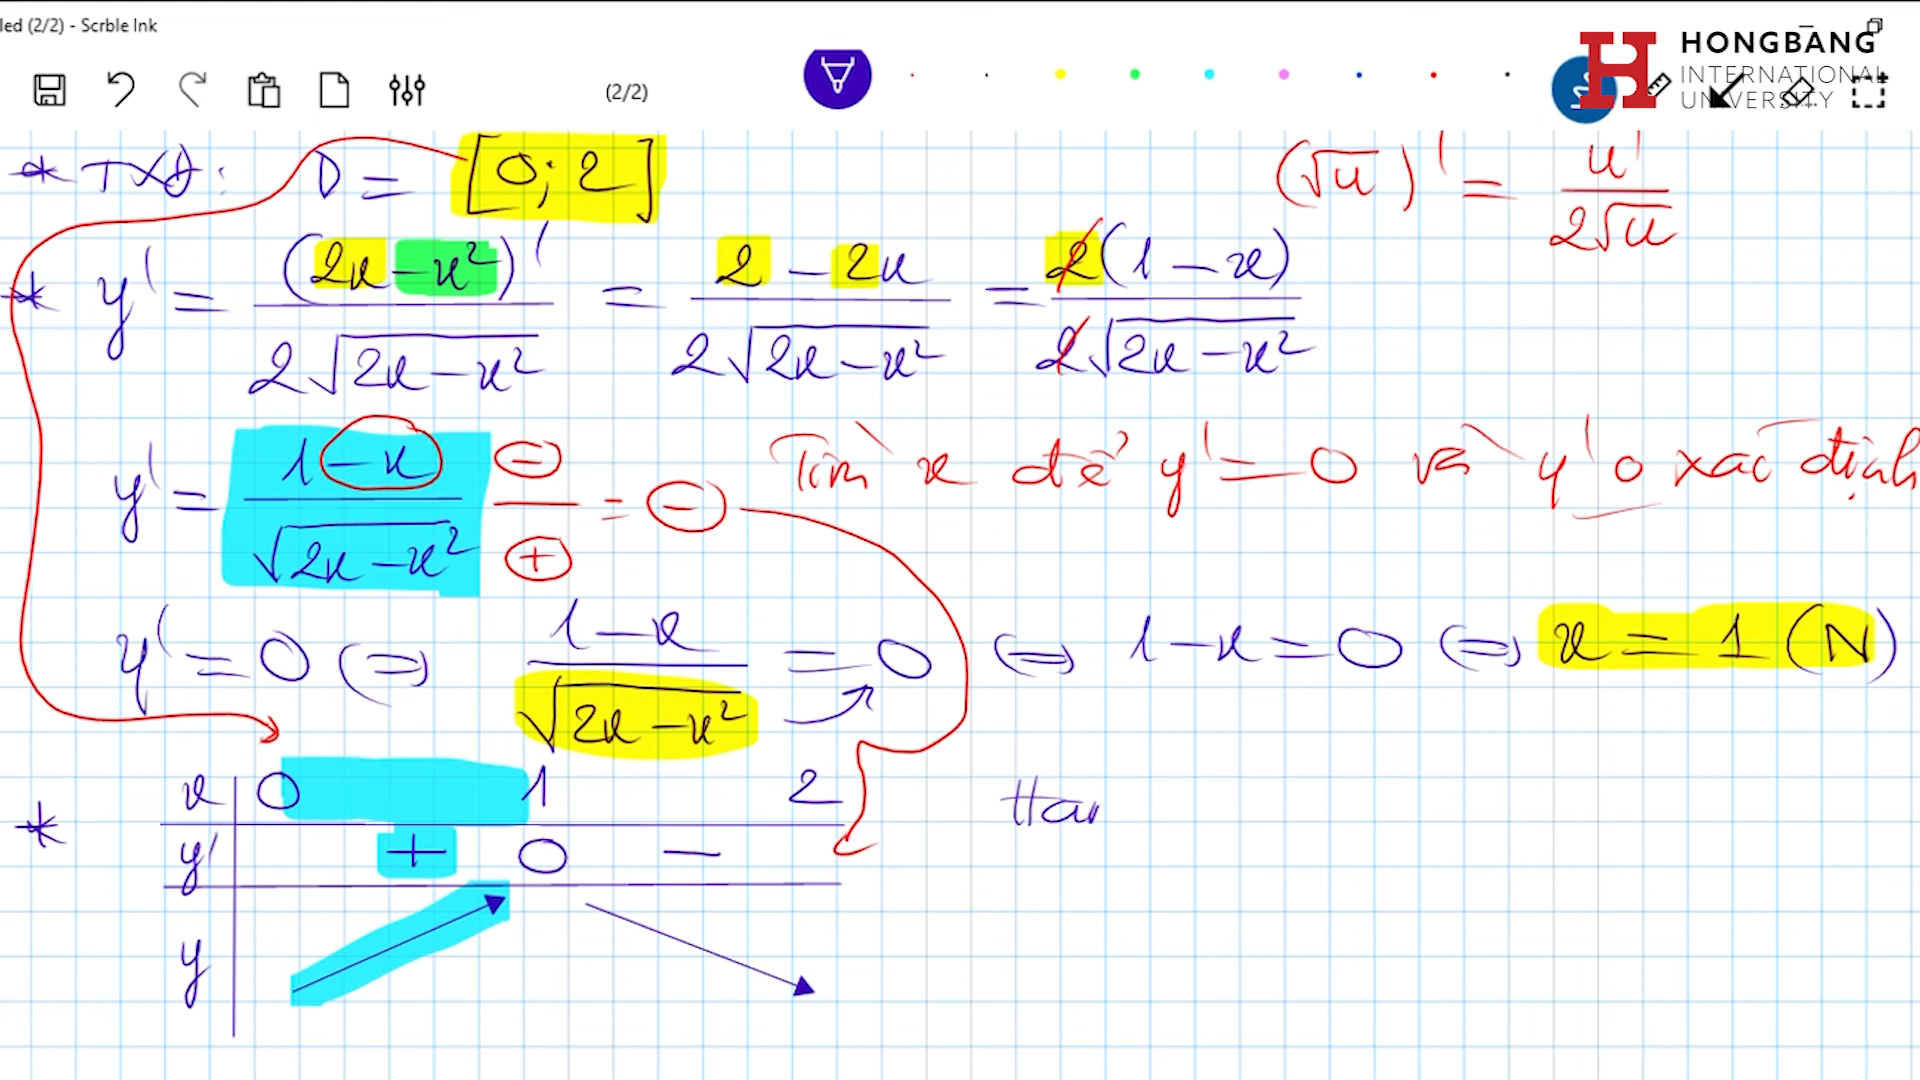 led (2/2) - Scrble Ink
HONGBANG
INTERNATIONAL
UNIVERSITY
(2/2)
* TXĐ: D = [0; 2]
(√u)' = u' / 2√u
* y' = (2x - x²)' / 2√(2x - x²) = 2 - 2x / 2√(2x - x²) = 2(1 - x) / 2√(2x - x²)
y' = 1 - x / √(2x - x²) ⊖ / ⊕ = ⊖ Tìm x để y' = 0 và y' o xác định
y' = 0 ⇔ 1 - x / √(2x - x²) = 0 ⇔ 1 - x = 0 ⇔ x = 1 (N)
* x 0 1 2
Hàn
y' + 0 -
y